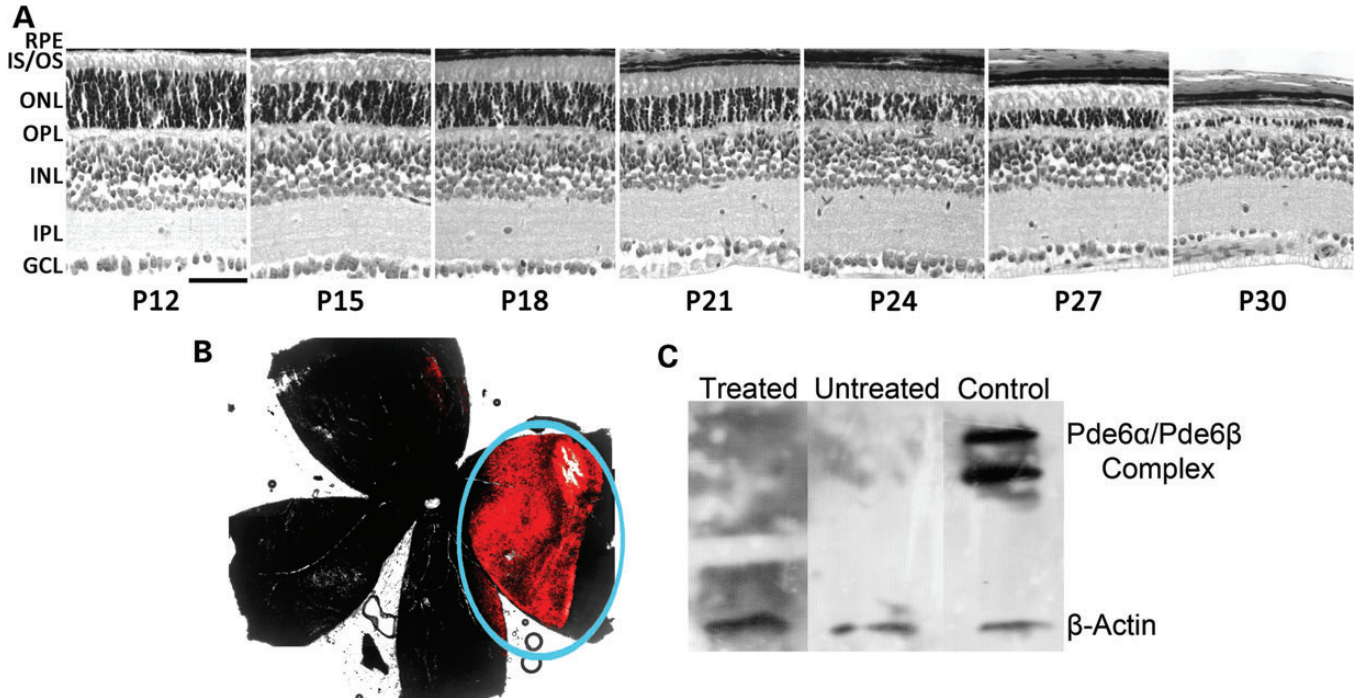 A
RPE
IS/OS
ONL
OPL
INL
IPL
GCL
P12 P15 P18 P21 P24 P27 P30
B
C
Treated Untreated Control
Pde6α/Pde6β
Complex
β-Actin